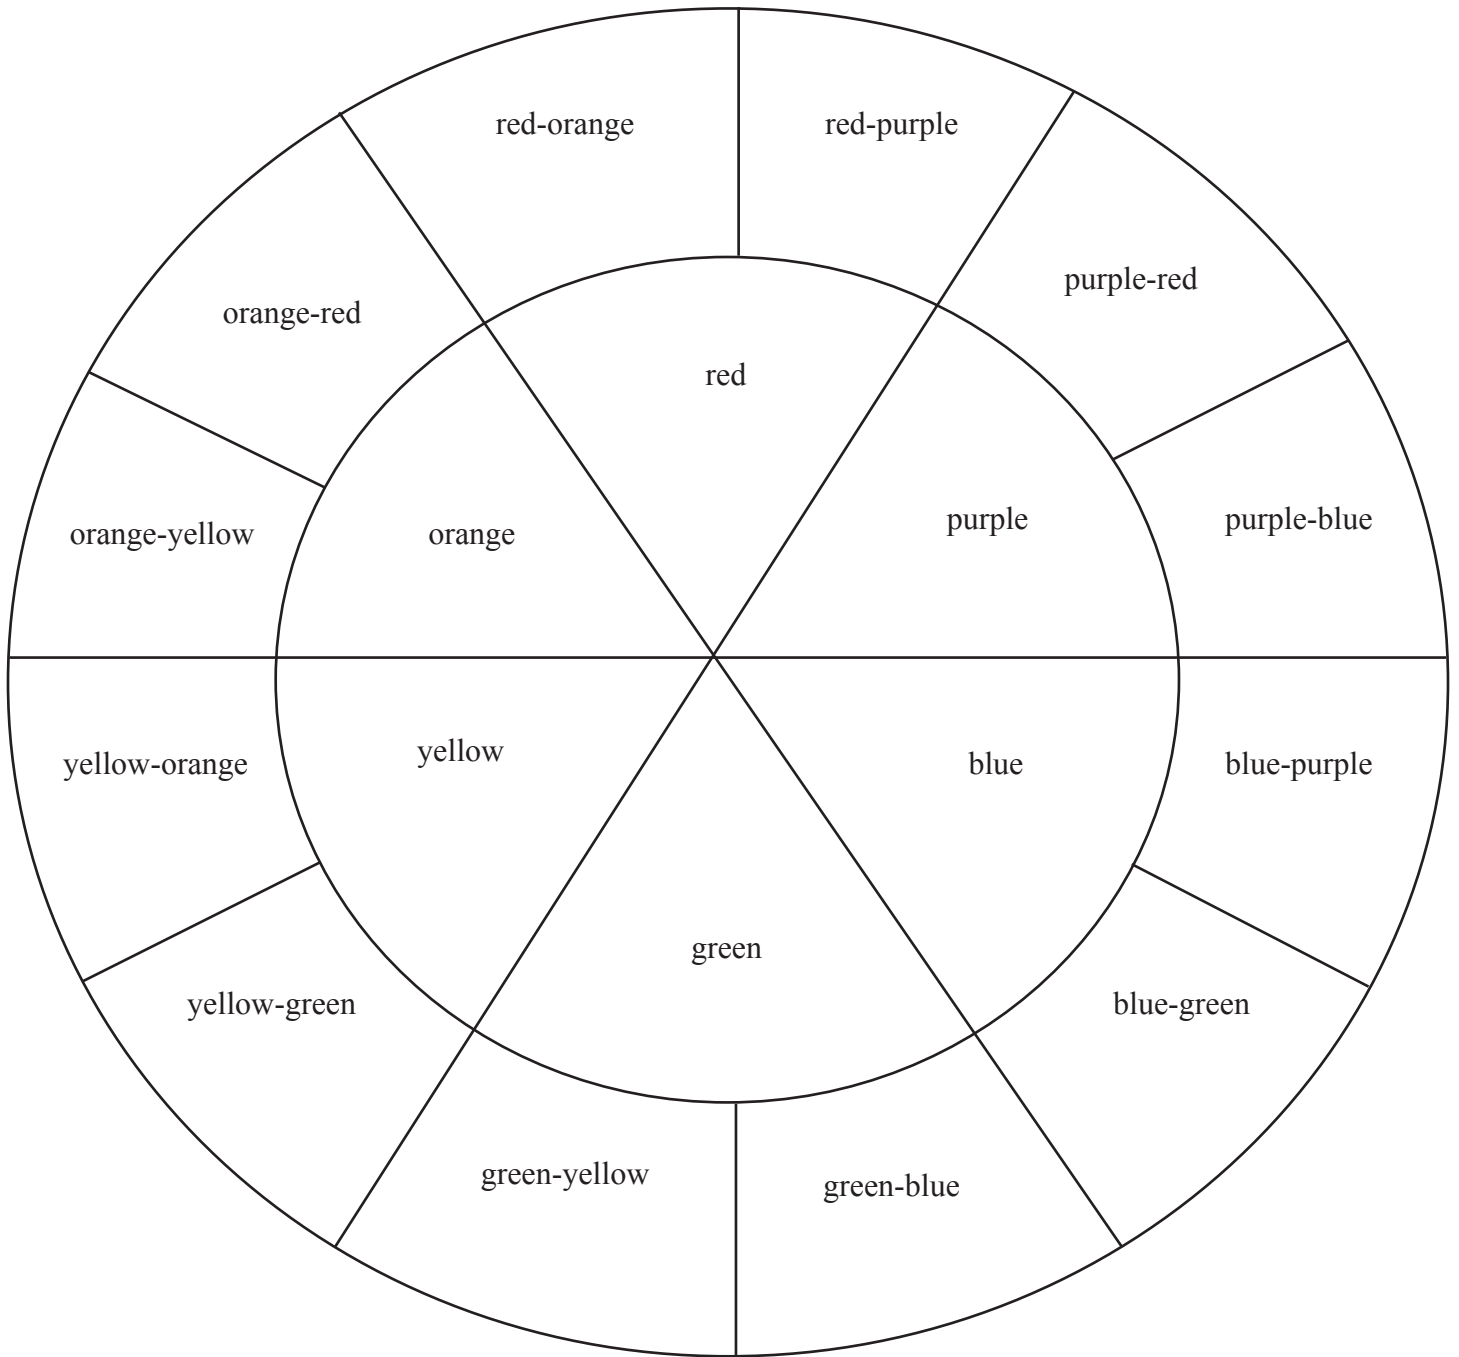 red-orange
red-purple
purple-red
orange-red
red
purple
purple-blue
orange-yellow
orange
yellow
blue
blue-purple
yellow-orange
green
yellow-green
blue-green
green-yellow
green-blue